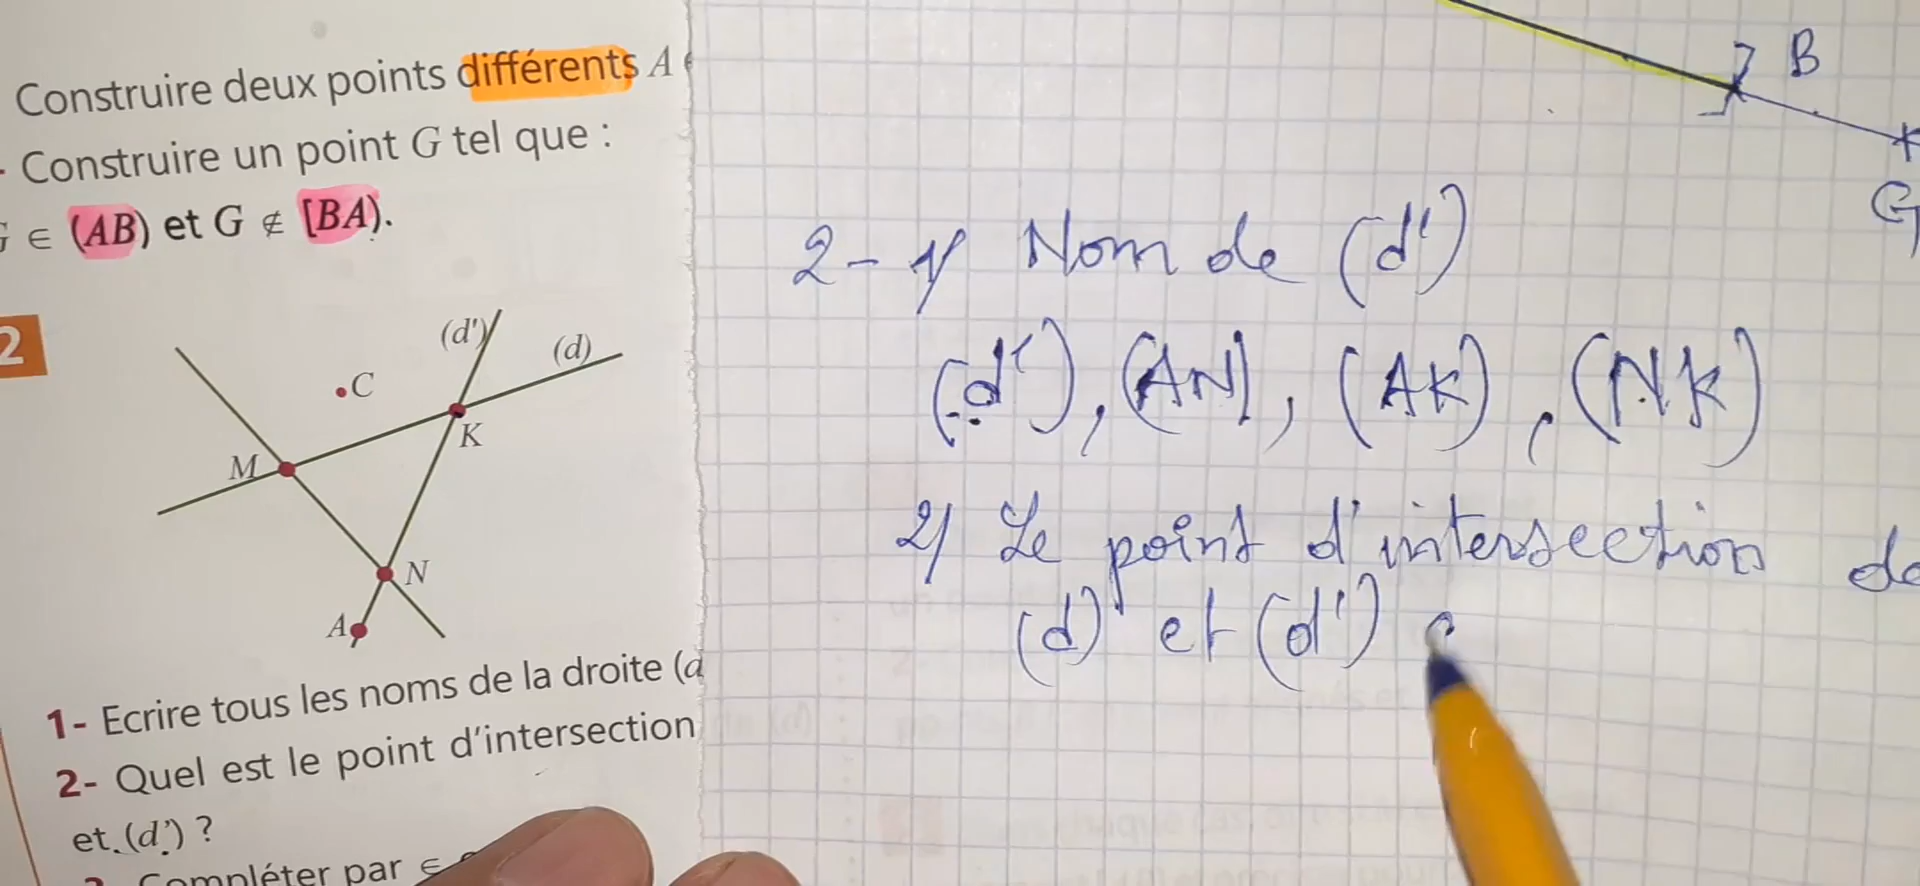 Construire deux points différents A
- Construire un point G tel que :
G ∈ (AB) et G ∉ [BA).
2
(d')
(d)
C
K
M
N
A
1- Ecrire tous les noms de la droite (d
2- Quel est le point d'intersection
et (d') ?
Compléter par ∈
B
G
2- 1/ Nom de (d')
(d'), (AN), (AK), (NK)
2/ Le point d'intersection de
(d) et (d')